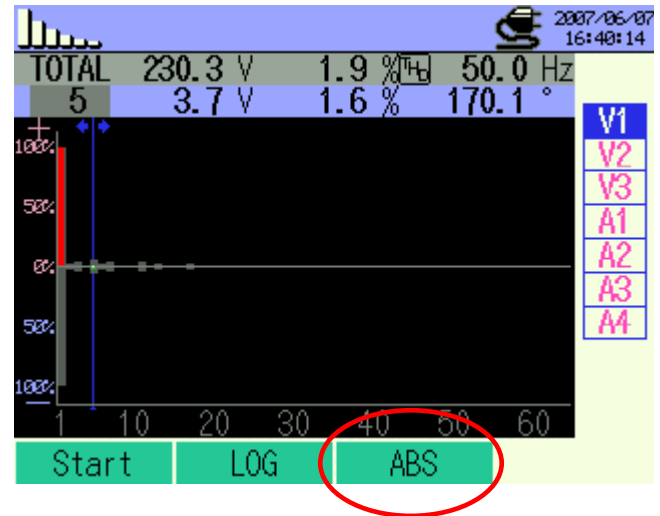 2007/06/07
16:40:14
TOTAL 230.3 V 1.9 % THD 50.0 Hz
5 3.7 V 1.6 % 170.1 °
+
100%
50%
0%
50%
100%
−
1 10 20 30 40 50 60
V1
V2
V3
A1
A2
A3
A4
Start LOG ABS